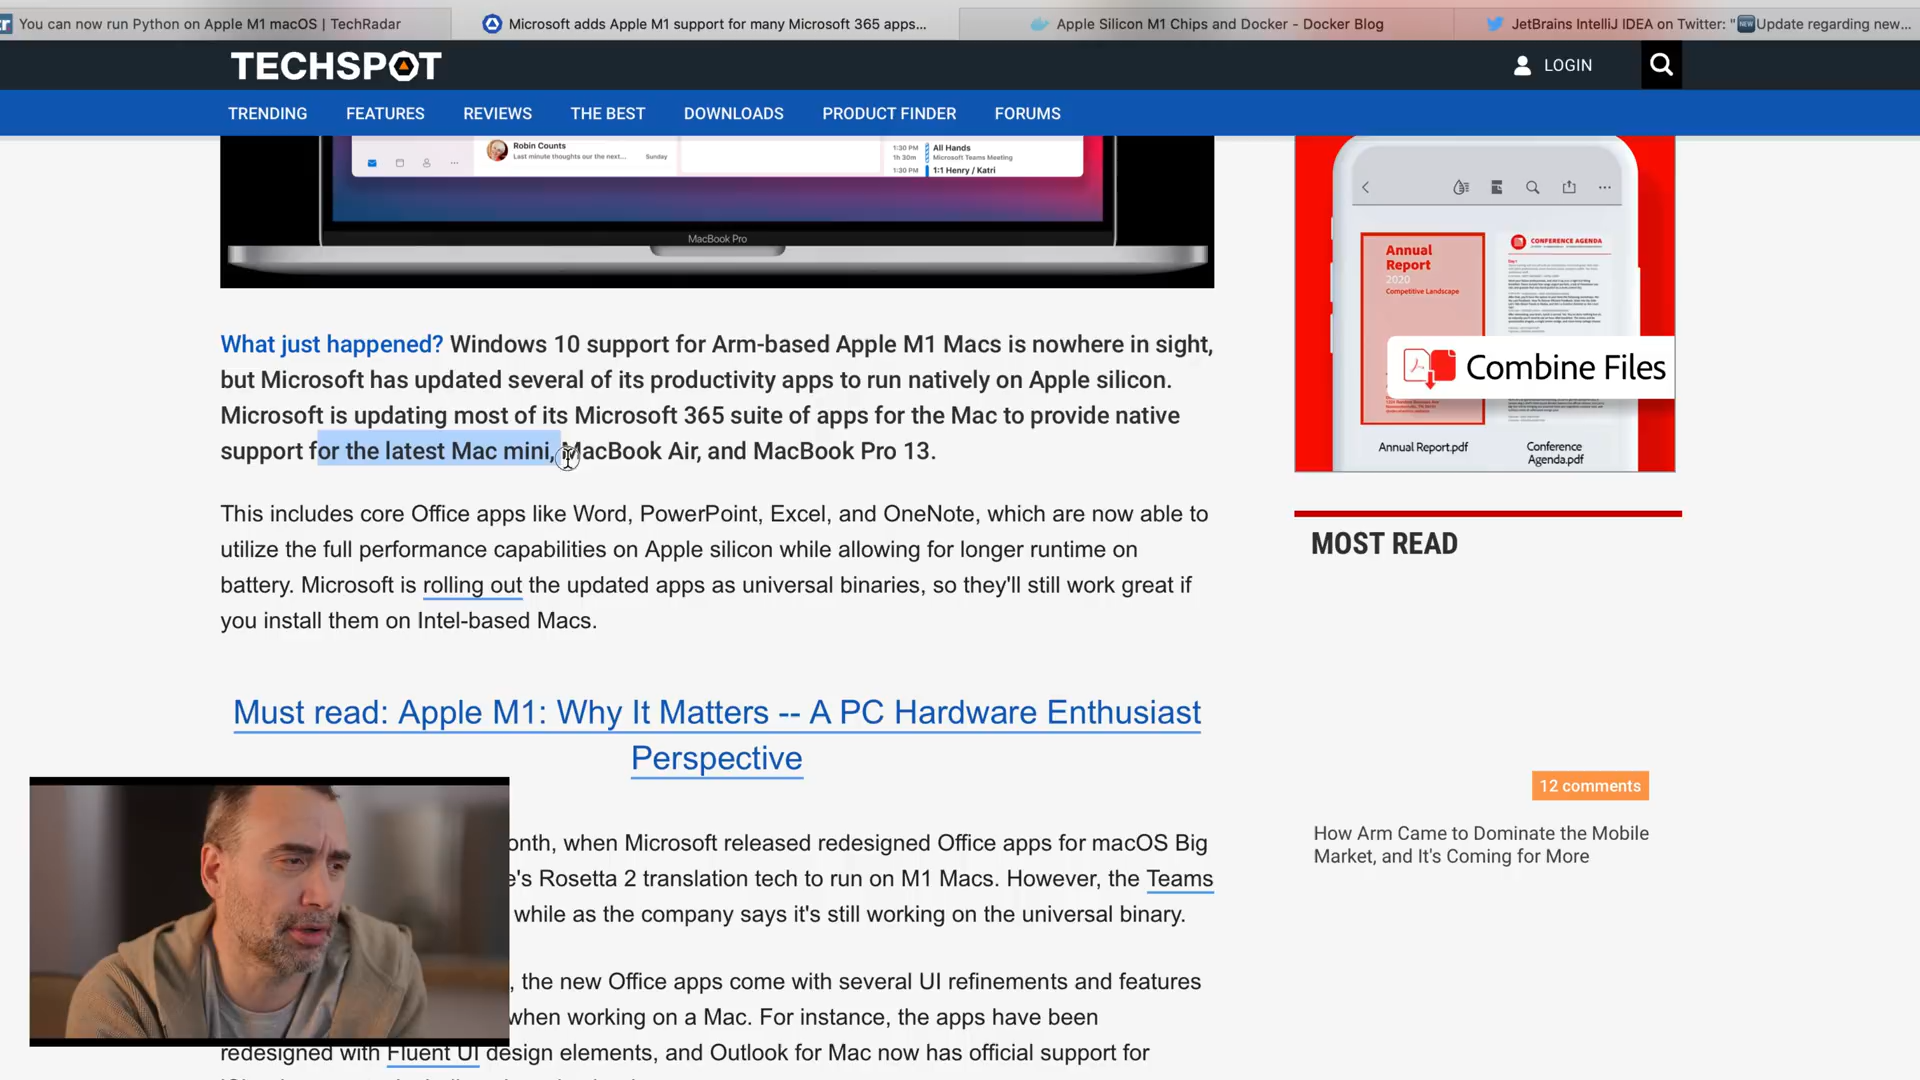 You can now run Python on Apple M1 macOS | TechRadar
Microsoft adds Apple M1 support for many Microsoft 365 apps...
Apple Silicon M1 Chips and Docker - Docker Blog
JetBrains IntelliJ IDEA on Twitter: "🆕Update regarding new...
TECHSPOT
LOGIN
TRENDING
FEATURES
REVIEWS
THE BEST
DOWNLOADS
PRODUCT FINDER
FORUMS
Robin Counts
Last minute thoughts our the next...
Sunday
1:30 PM
1h 30m
All Hands
Microsoft Teams Meeting
1:30 PM
1:1 Henry / Katri
MacBook Pro
What just happened? Windows 10 support for Arm-based Apple M1 Macs is nowhere in sight,
but Microsoft has updated several of its productivity apps to run natively on Apple silicon.
Microsoft is updating most of its Microsoft 365 suite of apps for the Mac to provide native
support for the latest Mac mini, MacBook Air, and MacBook Pro 13.
This includes core Office apps like Word, PowerPoint, Excel, and OneNote, which are now able to
utilize the full performance capabilities on Apple silicon while allowing for longer runtime on
battery. Microsoft is rolling out the updated apps as universal binaries, so they'll still work great if
you install them on Intel-based Macs.
Must read: Apple M1: Why It Matters -- A PC Hardware Enthusiast
Perspective
onth, when Microsoft released redesigned Office apps for macOS Big
e's Rosetta 2 translation tech to run on M1 Macs. However, the Teams
while as the company says it's still working on the universal binary.
, the new Office apps come with several UI refinements and features
when working on a Mac. For instance, the apps have been
redesigned with Fluent UI design elements, and Outlook for Mac now has official support for
Annual
Report
2020
Competitive Landscape
CONFERENCE AGENDA
Combine Files
Annual Report.pdf
Conference
Agenda.pdf
MOST READ
12 comments
How Arm Came to Dominate the Mobile
Market, and It's Coming for More